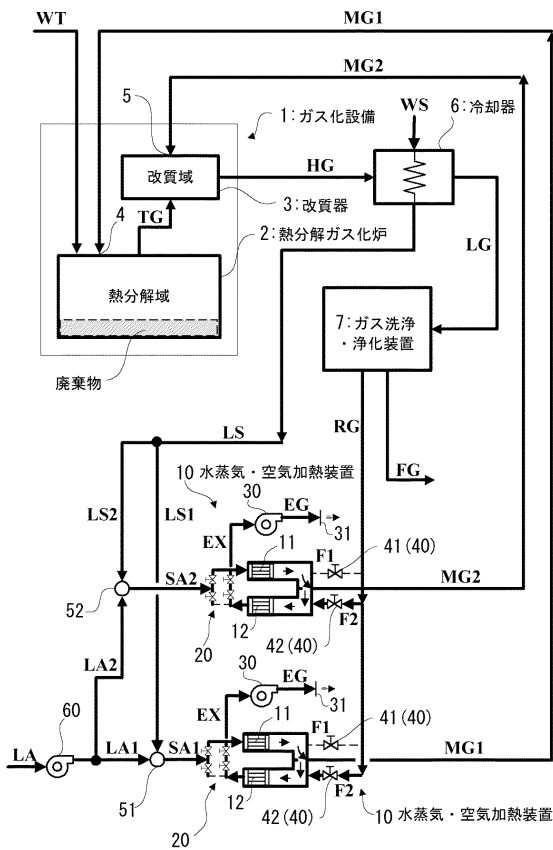 WT
MG1
MG2
WS
6:冷却器
5
1:ガス化設備
改質域
HG
3:改質器
TG
4
2:熱分解ガス化炉
LG
熱分解域
7:ガス洗浄
・浄化装置
廃棄物
LS
RG
FG
10 水蒸気・空気加熱装置
30
EG
LS2
LS1
31
EX
11
F1
41(40)
SA2
MG2
52
12
F2
20
42(40)
LA2
30
EG
31
60
EX
11
F1
41(40)
LA
LA1
SA1
MG1
51
12
F2
20
42(40)
10 水蒸気・空気加熱装置